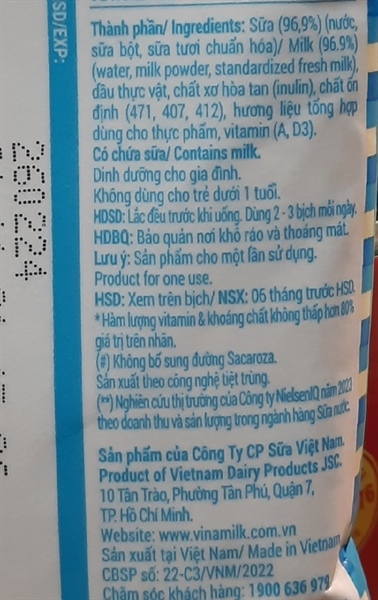 SD/EXP:
260224
Thành phần/ Ingredients: Sữa (96,9%) (nước,
sữa bột, sữa tươi chuẩn hóa)/ Milk (96.9%)
(water, milk powder, standardized fresh milk),
dầu thực vật, chất xơ hòa tan (inulin), chất ổn
định (471, 407, 412), hương liệu tổng hợp
dùng cho thực phẩm, vitamin (A, D3).
Có chứa sữa/ Contains milk.
Dinh dưỡng cho gia đình.
Không dùng cho trẻ dưới 1 tuổi.
HDSD: Lắc đều trước khi uống. Dùng 2 - 3 bịch mỗi ngày.
HDBQ: Bảo quản nơi khô ráo và thoáng mát.
Lưu ý: Sản phẩm cho một lần sử dụng.
Product for one use.
HSD: Xem trên bịch/ NSX: 06 tháng trước HSD.
*Hàm lượng vitamin & khoáng chất không thấp hơn 80%
giá trị trên nhãn.
(#) Không bổ sung đường Sacaroza.
Sản xuất theo công nghệ tiệt trùng.
(**) Nghiên cứu thị trường của Công ty NielsenIQ năm 2023
theo doanh thu và sản lượng trong ngành hàng Sữa nước.
Sản phẩm của Công Ty CP Sữa Việt Nam.
Product of Vietnam Dairy Products JSC.
10 Tân Trào, Phường Tân Phú, Quận 7,
TP. Hồ Chí Minh.
Website: www.vinamilk.com.vn
Sản xuất tại Việt Nam/ Made in Vietnam
CBSP số: 22-C3/VNM/2022
Chăm sóc khách hàng: 1900 636 979